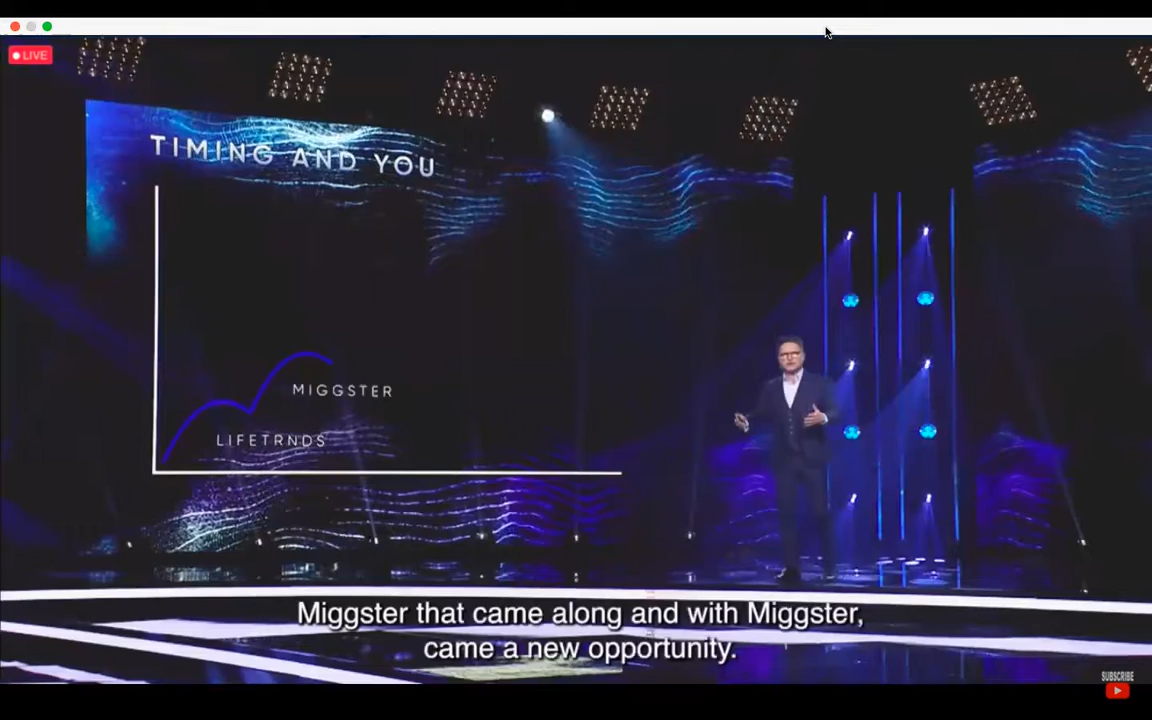 LIVE
TIMING AND YOU
MIGGSTER
LIFETRNDS
Miggster that came along and with Miggster,
came a new opportunity.
SUBSCRIBE